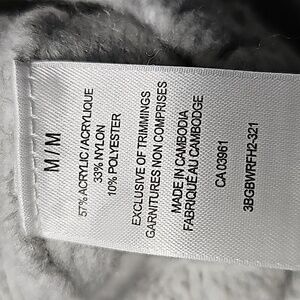 M / M
57% ACRYLIC / ACRYLIQUE
33% NYLON
10% POLYESTER
EXCLUSIVE OF TRIMMINGS
GARNITURES NON COMPRISES
MADE IN CAMBODIA
FABRIQUÉ AU CAMBODGE
CA 03961
3BGBWRFH2-321